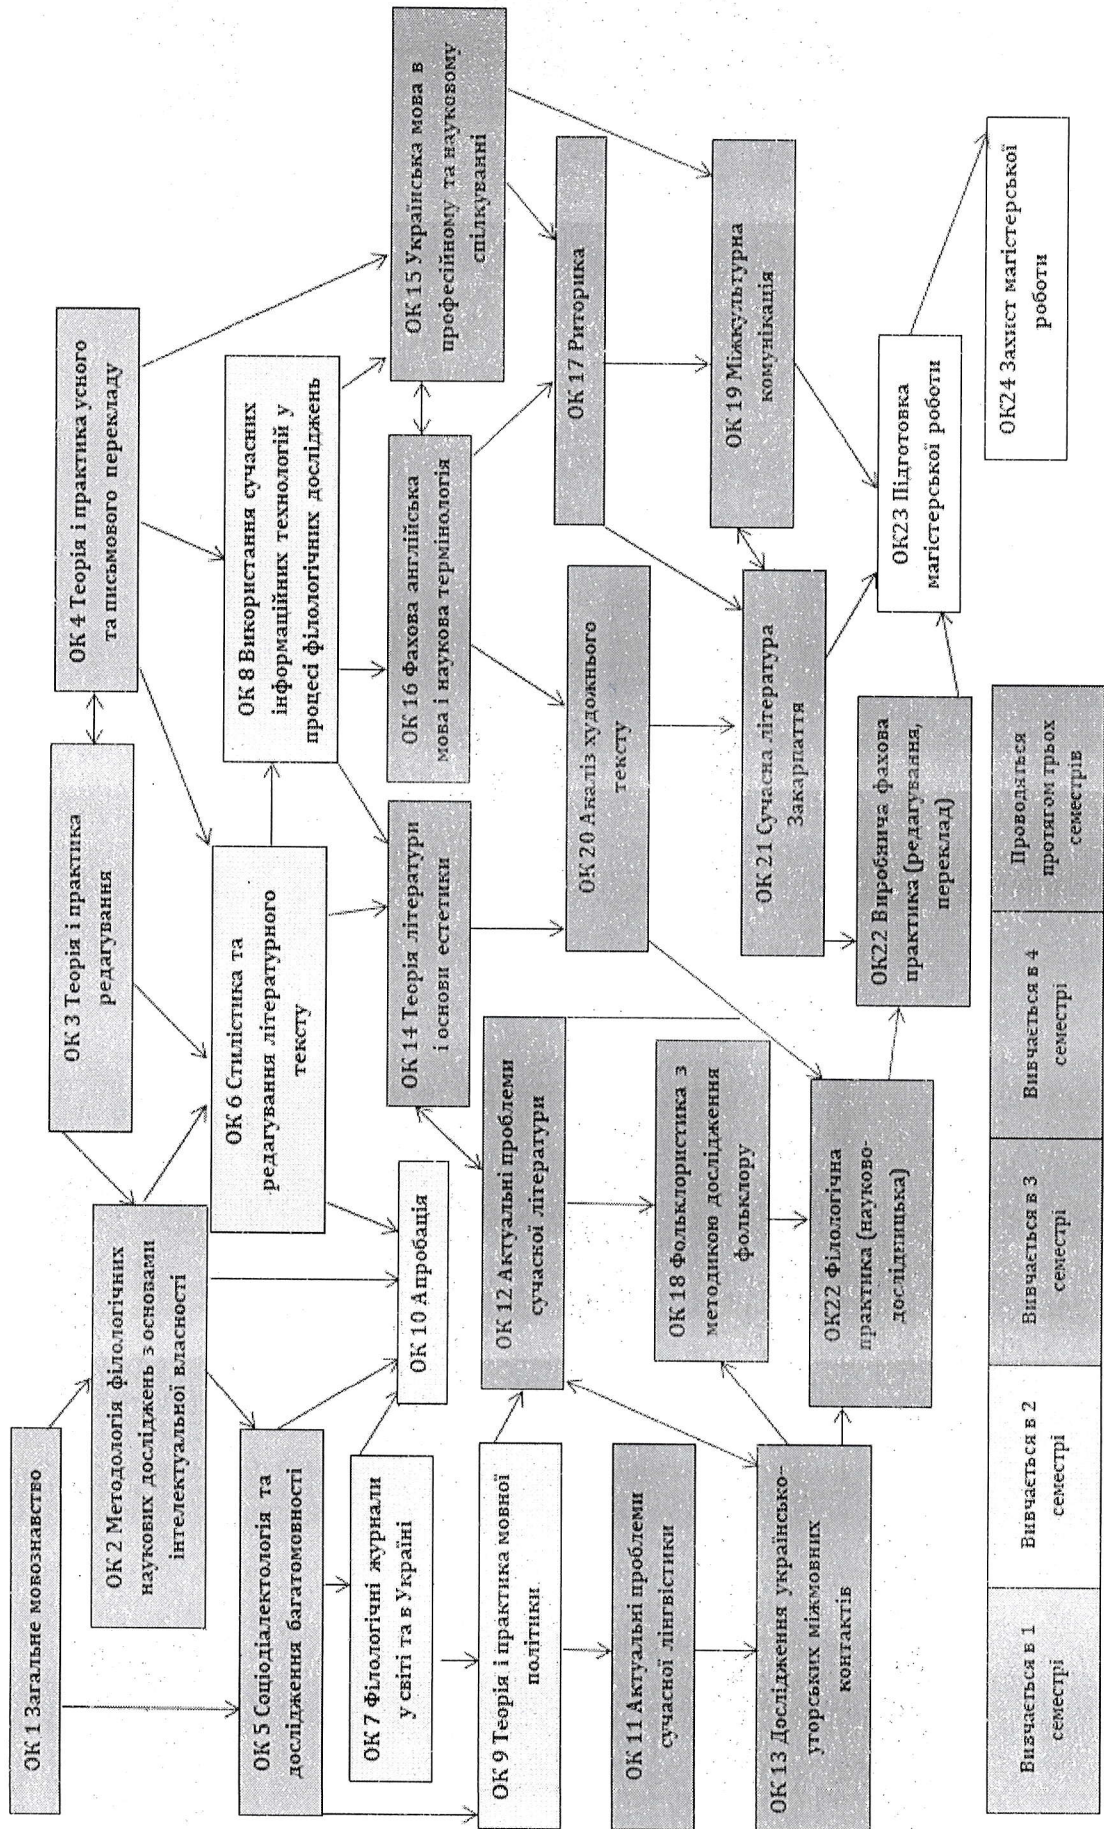 ОК 1 Загальне мовознавство
ОК 2 Методологія філологічних
наукових досліджень з основами
інтелектуальної власності
ОК 3 Теорія і практика
редагування
ОК 4 Теорія і практика усного
та письмового перекладу
ОК 5 Соціодіалектологія та
дослідження багатомовності
ОК 6 Стилістика та
редагування літературного
тексту
ОК 8 Використання сучасних
інформаційних технологій у
процесі філологічних досліджень
ОК 7 Філологічні журнали
у світі та в Україні
ОК 10 Апробація
ОК 14 Теорія літератури
і основи естетики
ОК 16 Фахова англійська
мова і наукова термінологія
ОК 15 Українська мова в
професійному та науковому
спілкуванні
ОК 9 Теорія і практика мовної
політики
ОК 12 Актуальні проблеми
сучасної літератури
ОК 20 Аналіз художнього
тексту
ОК 17 Риторика
ОК 11 Актуальні проблеми
сучасної лінгвістики
ОК 18 Фольклористика з
методикою дослідження
фольклору
ОК 21 Сучасна література
Закарпаття
ОК 19 Міжкультурна
комунікація
ОК 13 Дослідження українсько-
угорських міжмовних
контактів
ОК22 Філологічна
практика (науково-
дослідницька)
ОК22 Виробнича фахова
практика (редагування,
переклад)
ОК23 Підготовка
магістерської роботи
ОК24 Захист магістерської
роботи
Вивчається в 1
семестрі
Вивчається в 2
семестрі
Вивчається в 3
семестрі
Вивчається в 4
семестрі
Проводяться
протягом трьох
семестрів